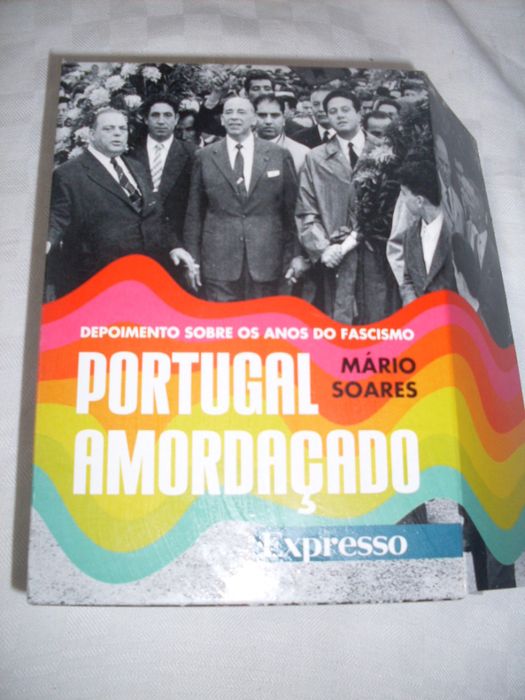 DEPOIMENTO SOBRE OS ANOS DO FASCISMO
PORTUGAL
MÁRIO
SOARES
AMORDAÇADO
Expresso